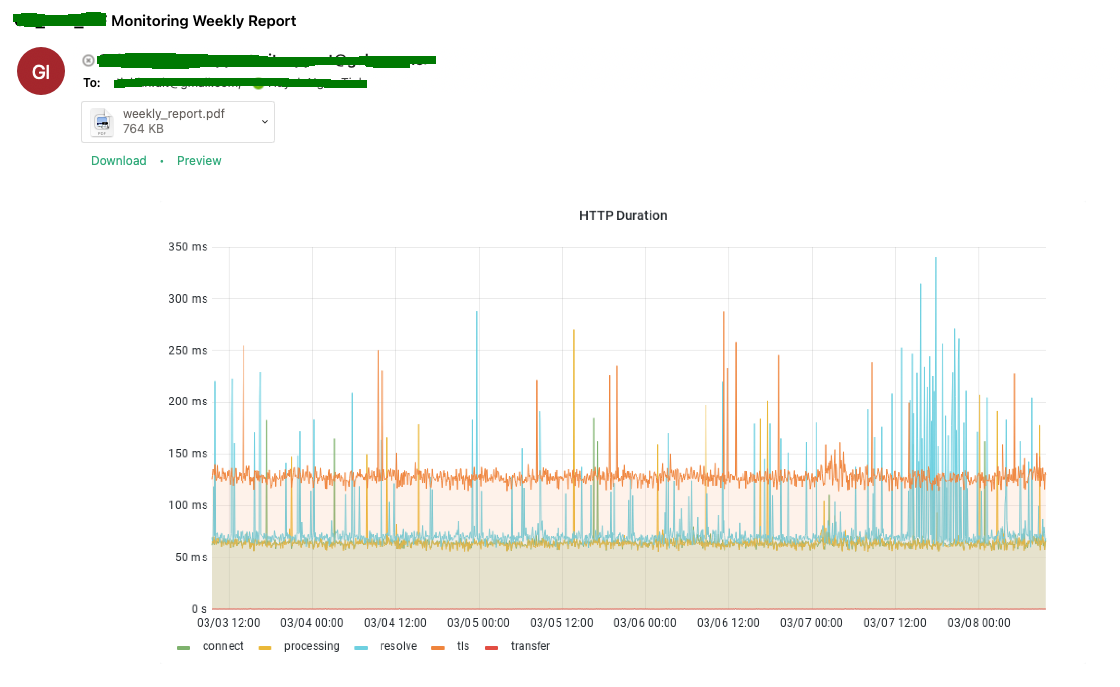 Monitoring Weekly Report
GI
To:
weekly_report.pdf
764 KB
PDF
Download • Preview
HTTP Duration
350 ms
300 ms
250 ms
200 ms
150 ms
100 ms
50 ms
0 s
03/03 12:00 03/04 00:00 03/04 12:00 03/05 00:00 03/05 12:00 03/06 00:00 03/06 12:00 03/07 00:00 03/07 12:00 03/08 00:00
connect processing resolve tls transfer